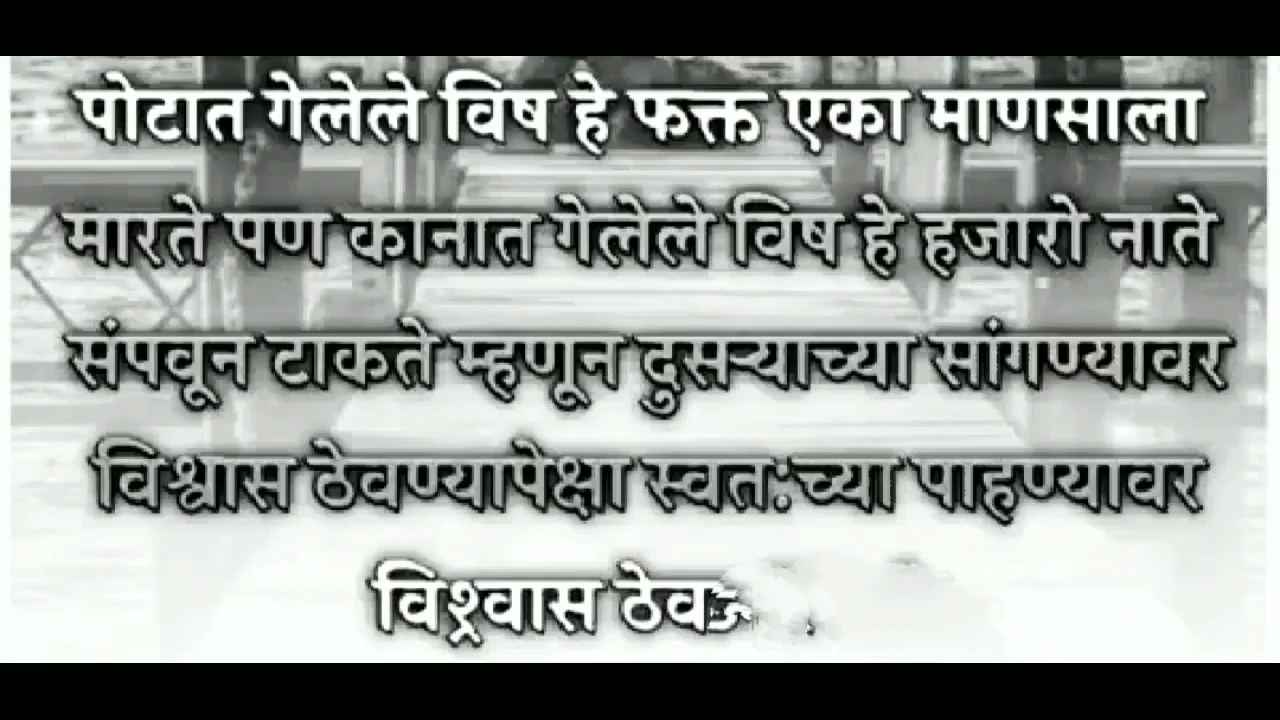 पोटात गेलेले विष हे फक्त एका माणसाला
मारते पण कानात गेलेले विष हे हजारो नाते
संपवून टाकते म्हणून दुसऱ्याच्या सांगण्यावर
विश्वास ठेवण्यापेक्षा स्वत:च्या पाहण्यावर
विश्वास